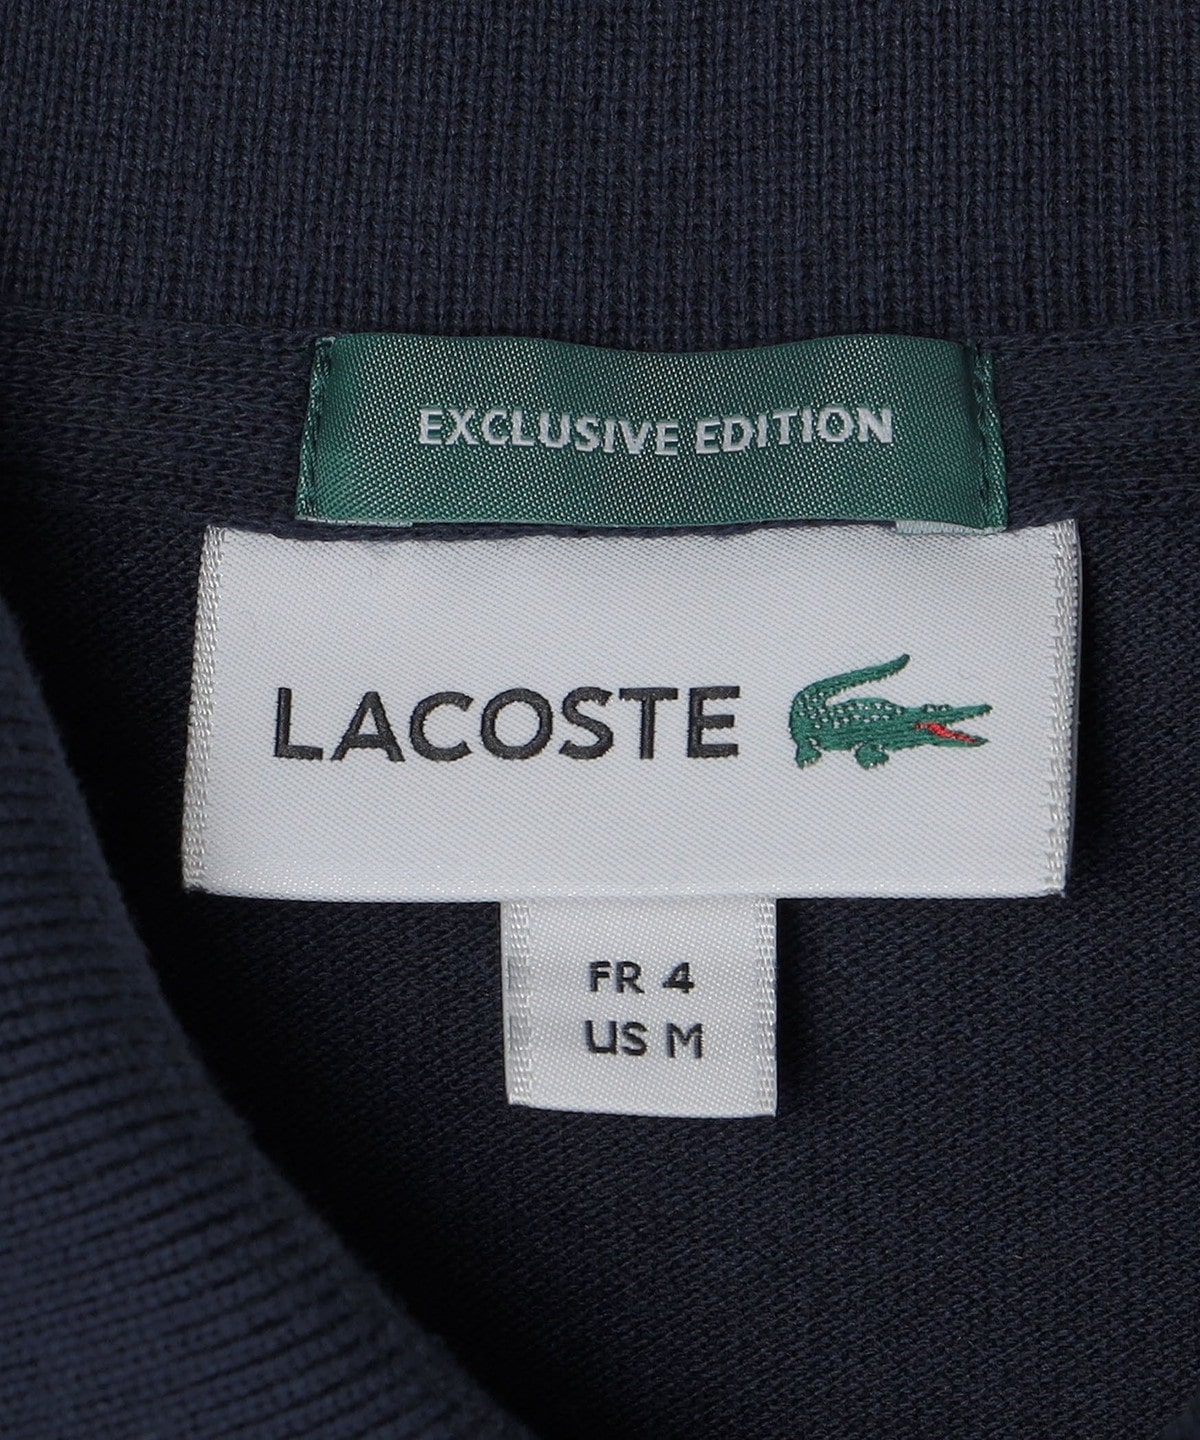 EXCLUSIVE EDITION
LACOSTE
FR 4
US M